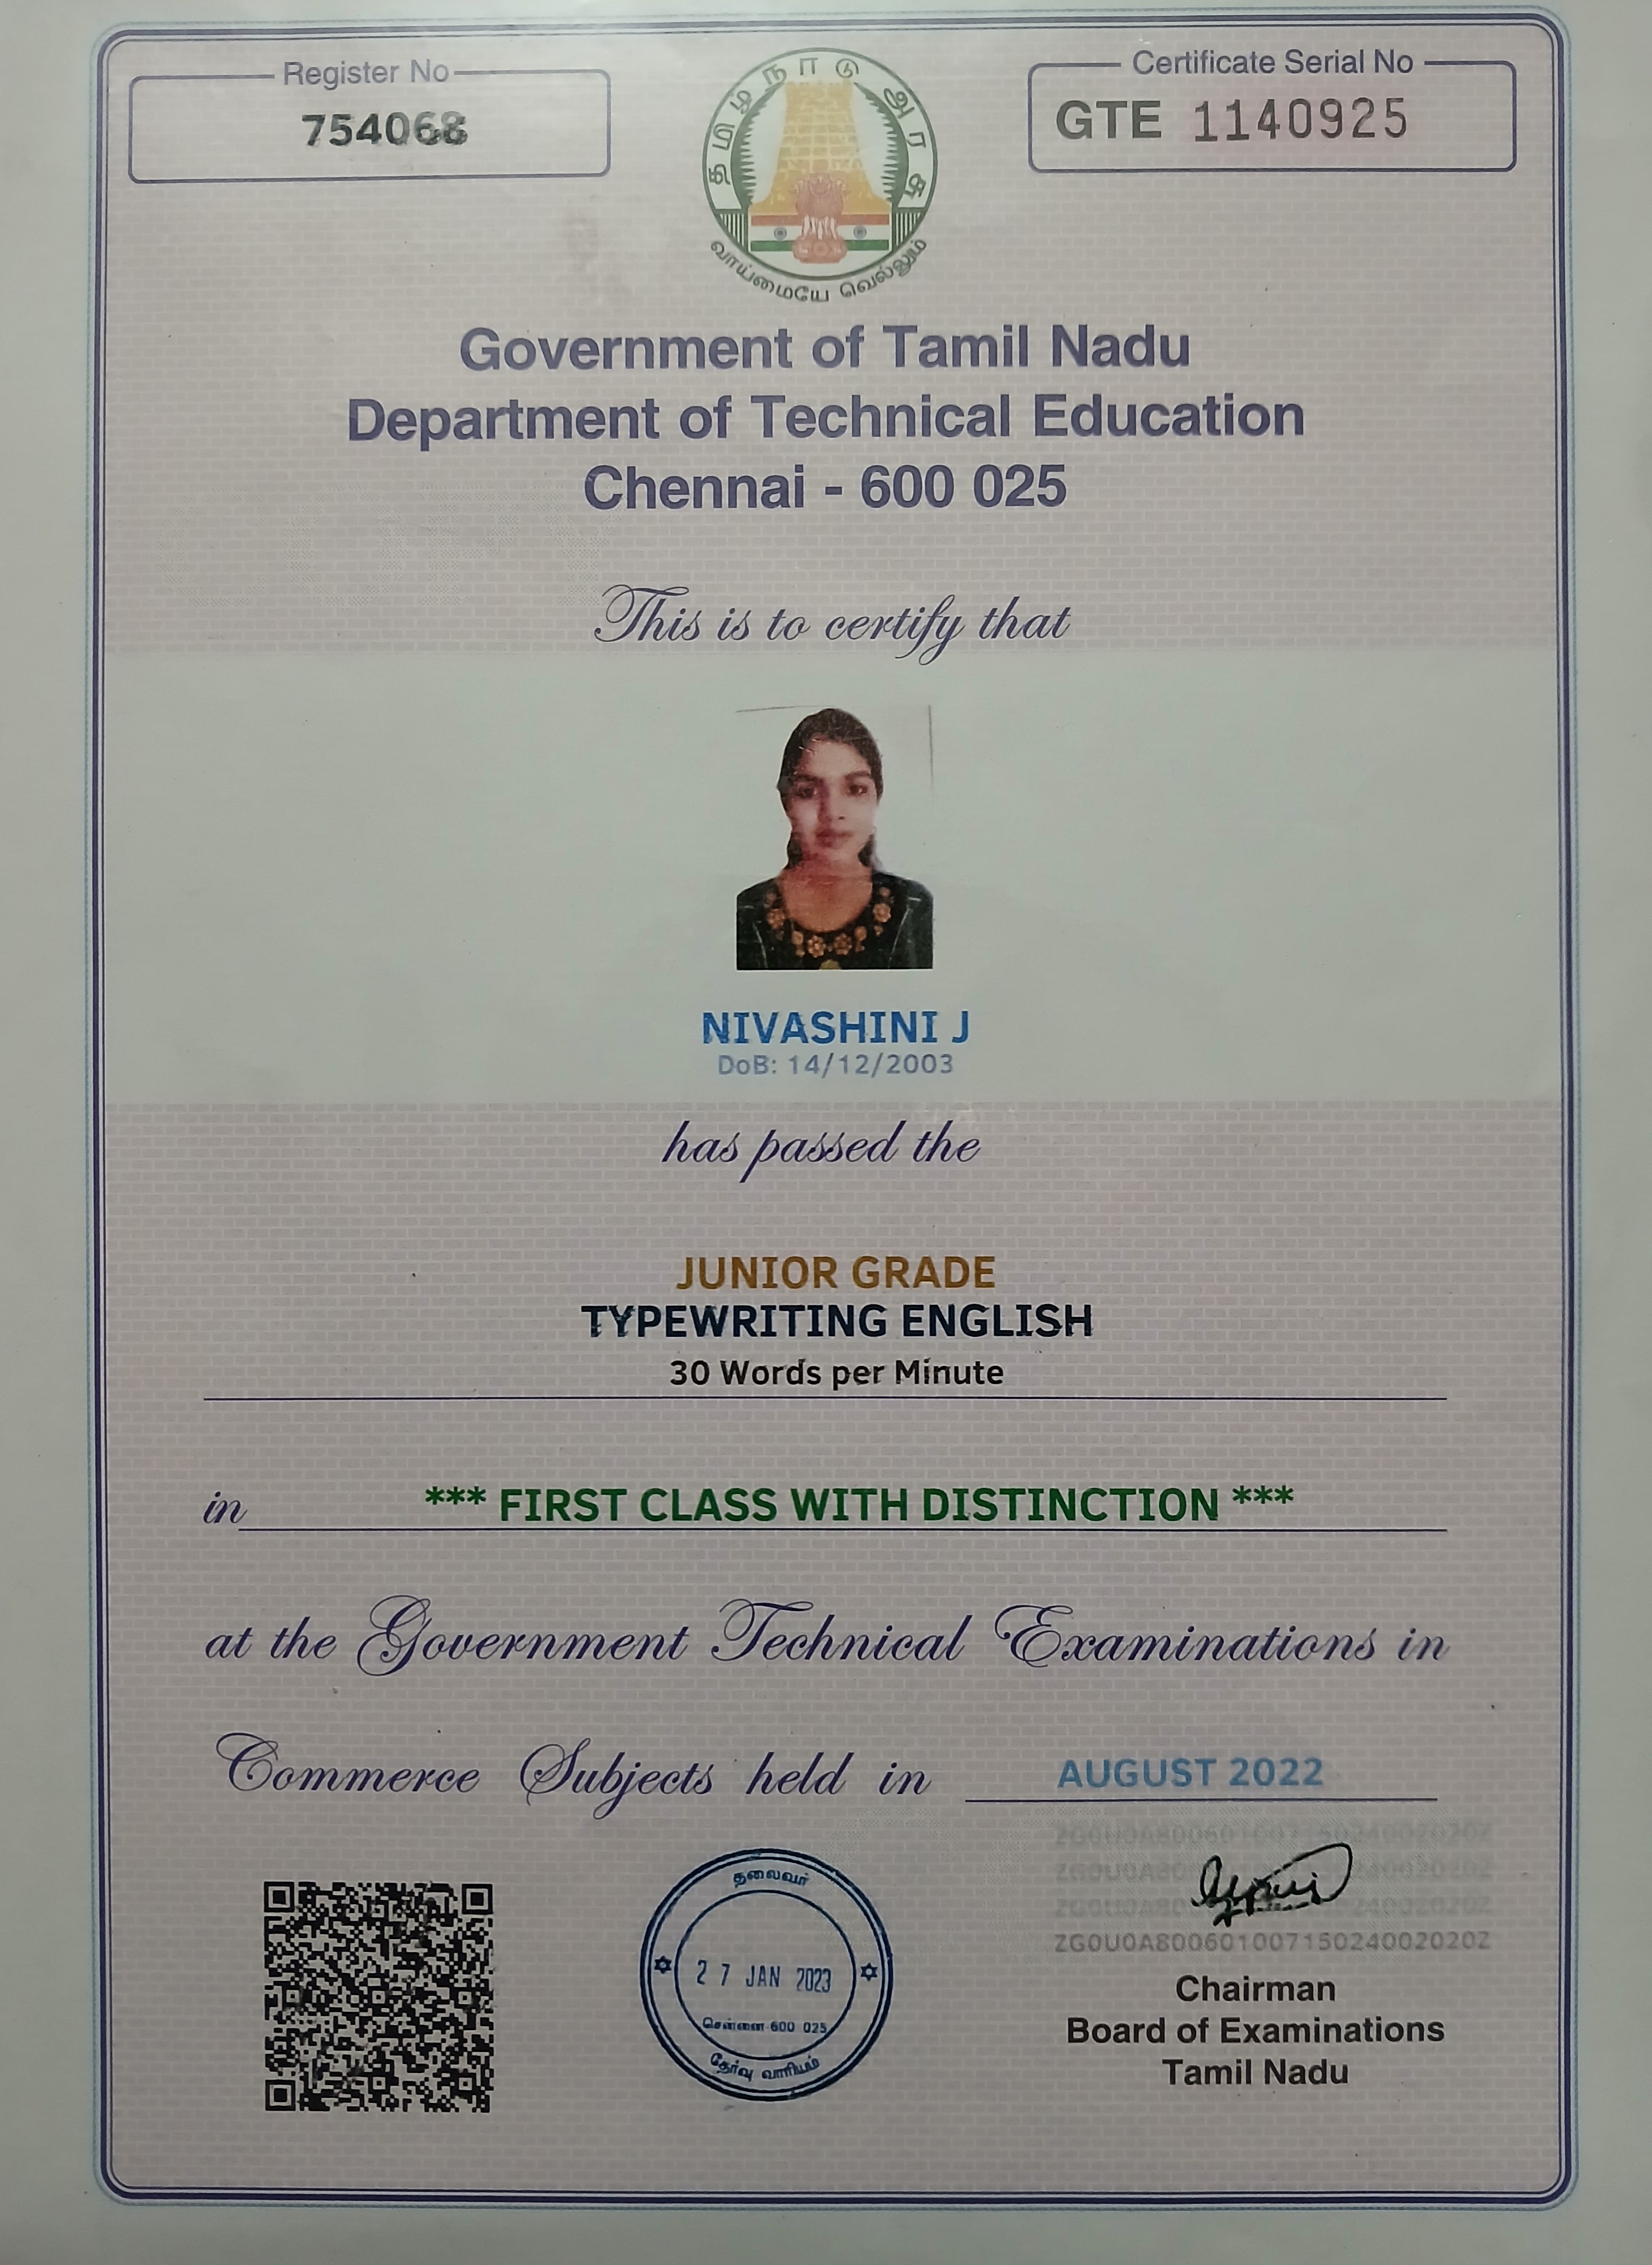 Register No
754068
Certificate Serial No
GTE 1140925
தமிழ்நாடு அரசு
வாய்மையே வெல்லும்
Government of Tamil Nadu
Department of Technical Education
Chennai - 600 025
This is to certify that
NIVASHINI J
DoB: 14/12/2003
has passed the
JUNIOR GRADE
TYPEWRITING ENGLISH
30 Words per Minute
in *** FIRST CLASS WITH DISTINCTION ***
at the Government Technical Examinations in
Commerce Subjects held in AUGUST 2022
தலைவர்
27 JAN 2023
சென்னை-600 025
தேர்வு வாரியம்
ZG0U0A80060100715024002020Z
Chairman
Board of Examinations
Tamil Nadu